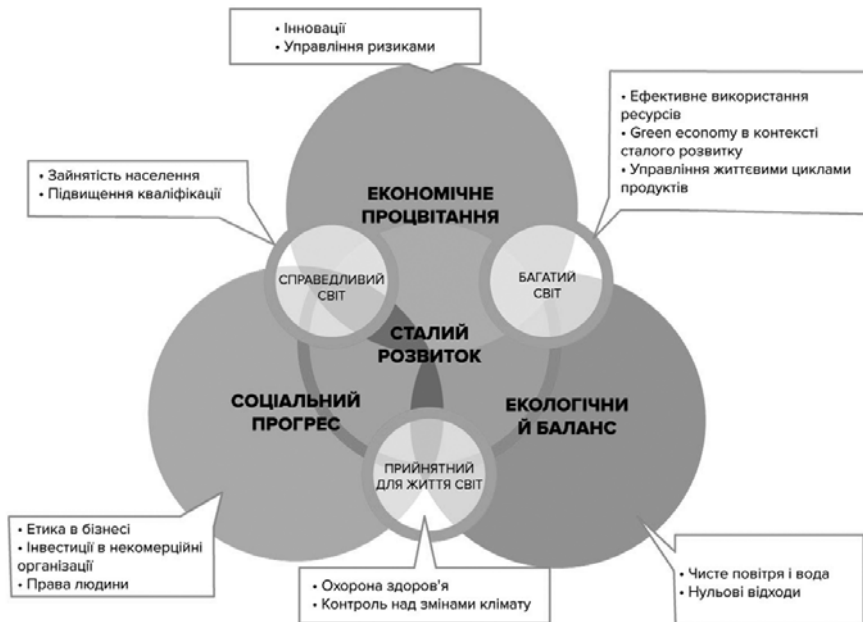 • Інновації
• Управління ризиками
• Ефективне використання
ресурсів
• Green economy в контексті
сталого розвитку
• Управління життєвими циклами
продуктів
• Зайнятість населення
• Підвищення кваліфікації
ЕКОНОМІЧНЕ
ПРОЦВІТАННЯ
СПРАВЕДЛИВИЙ
СВІТ
БАГАТИЙ
СВІТ
СТАЛИЙ
РОЗВИТОК
СОЦІАЛЬНИЙ
ПРОГРЕС
ЕКОЛОГІЧНИ
Й БАЛАНС
ПРИЙНЯТНИЙ
ДЛЯ ЖИТТЯ СВІТ
• Етика в бізнесі
• Інвестиції в некомерційні
організації
• Права людини
• Охорона здоров'я
• Контроль над змінами клімату
• Чисте повітря і вода
• Нульові відходи